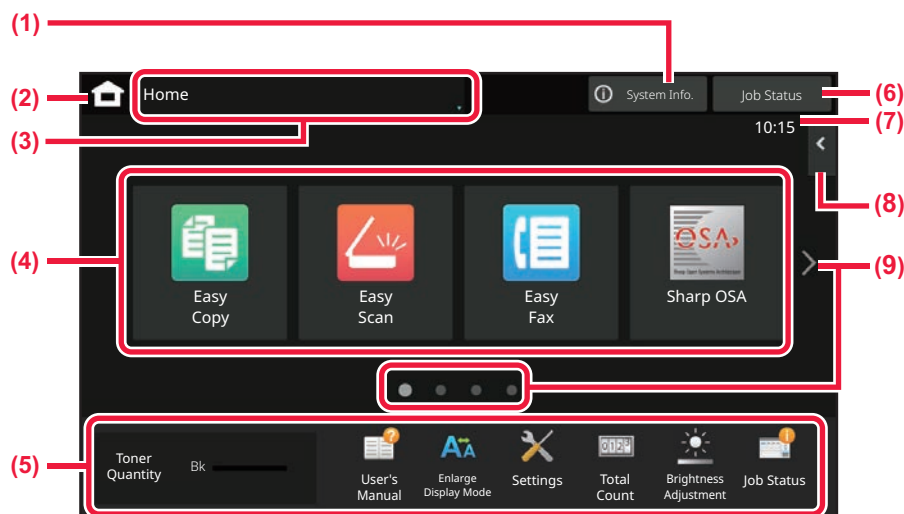 (1)
(2)
Home
System Info.
Job Status
(6)
(3)
10:15
(7)
(8)
(4)
OSA
Easy
Copy
Easy
Scan
Easy
Fax
Sharp OSA
(9)
(5)
Toner
Quantity
Bk
User's
Manual
Enlarge
Display Mode
Settings
Total
Count
Brightness
Adjustment
Job Status